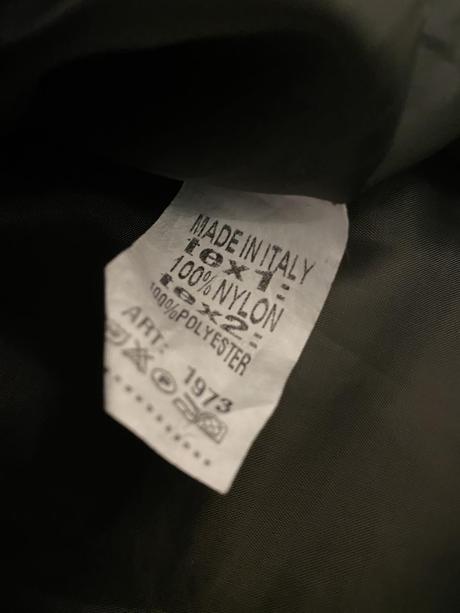 MADE IN ITALY
tex1:
100% NYLON
tex2:
100%POLYESTER
ART: 1973